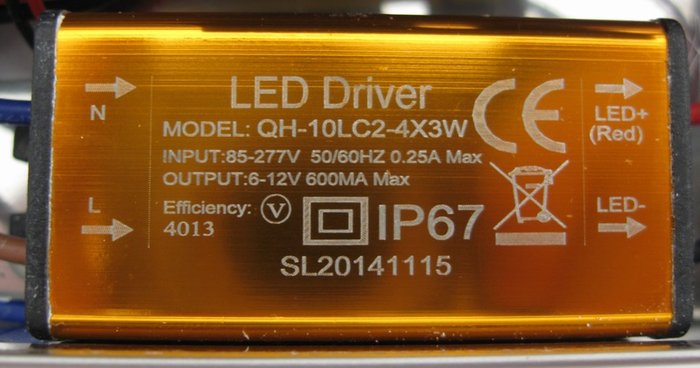 LED Driver
MODEL: QH-10LC2-4X3W
INPUT:85-277V 50/60HZ 0.25A Max
OUTPUT:6-12V 600MA Max
Efficiency: V
4013
IP67
SL20141115
CE
N
L
LED+
(Red)
LED-